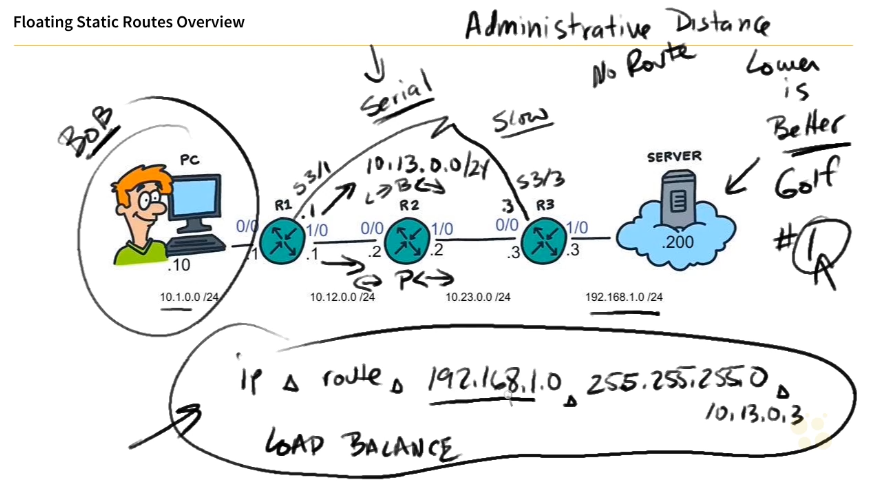 Floating Static Routes Overview
Administrative Distance
No Route
Lower
is
Better
Golf
#1
A
Serial
Slow
BOB
PC
S3/1
10.13.0.0/24
B
S3/3
SERVER
R1
.1
R2
.3
R3
0/0
1/0
0/0
1/0
0/0
1/0
.200
.10
.1
.1
.2
.2
.3
.3
P
10.1.0.0 /24
10.12.0.0 /24
10.23.0.0 /24
192.168.1.0 /24
ip Δ route Δ 192.168.1.0 Δ 255.255.255.0 Δ
10.13.0.3
LOAD BALANCE